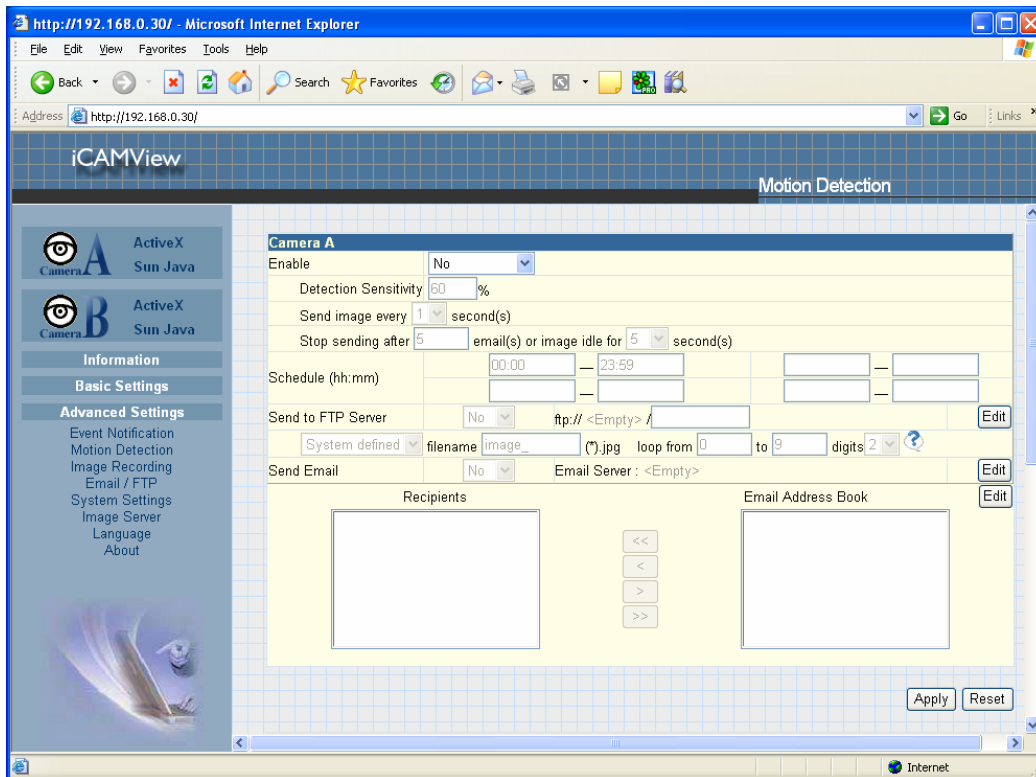 http://192.168.0.30/ - Microsoft Internet Explorer
File Edit View Favorites Tools Help
Back Search Favorites PRO
Address http://192.168.0.30/ Go Links »
iCAMView
Motion Detection
Camera A ActiveX
Sun Java
Camera B ActiveX
Sun Java
Information
Basic Settings
Advanced Settings
Event Notification
Motion Detection
Image Recording
Email / FTP
System Settings
Image Server
Language
About
Camera A
Enable No
Detection Sensitivity 60 %
Send image every 1 second(s)
Stop sending after 5 email(s) or image idle for 5 second(s)
Schedule (hh:mm) 00:00 — 23:59 —
— —
Send to FTP Server No ftp:// <Empty> / Edit
System defined filename image_ (*).jpg loop from 0 to 9 digits 2 ?
Send Email No Email Server : <Empty> Edit
Recipients Email Address Book Edit
<<
<
>
>>
Apply Reset
Internet